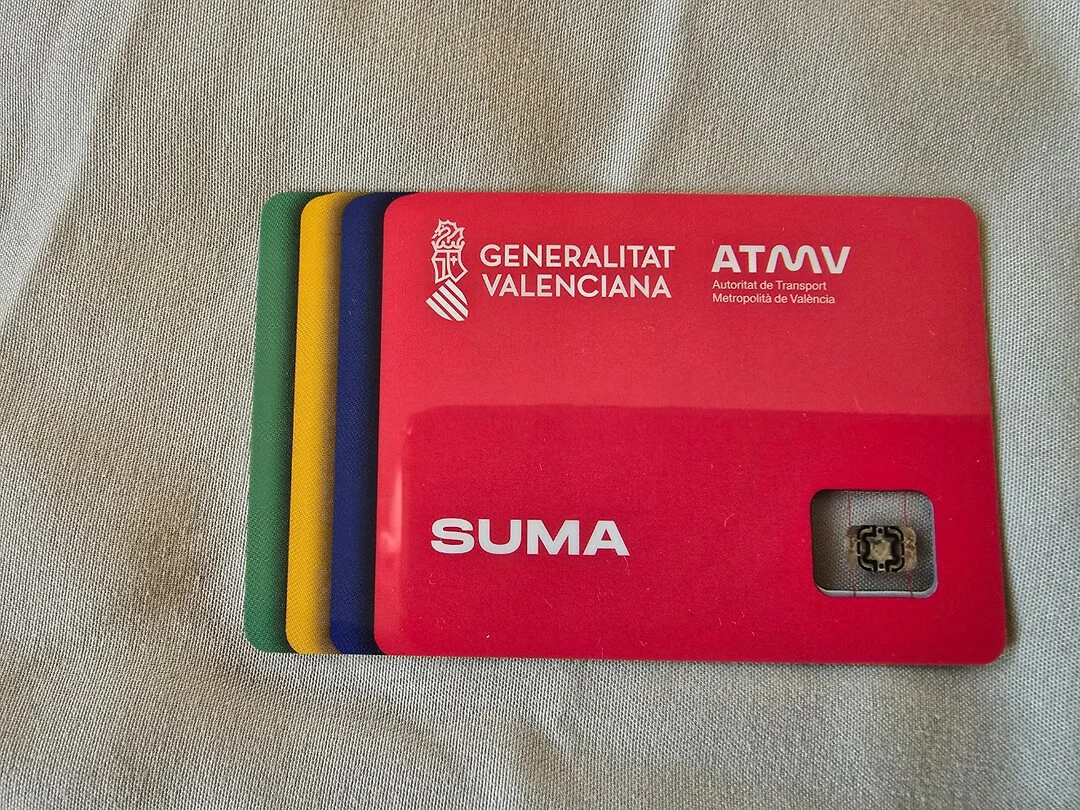 GENERALITAT
VALENCIANA
ATMV
Autoritat de Transport
Metropolità de València
SUMA